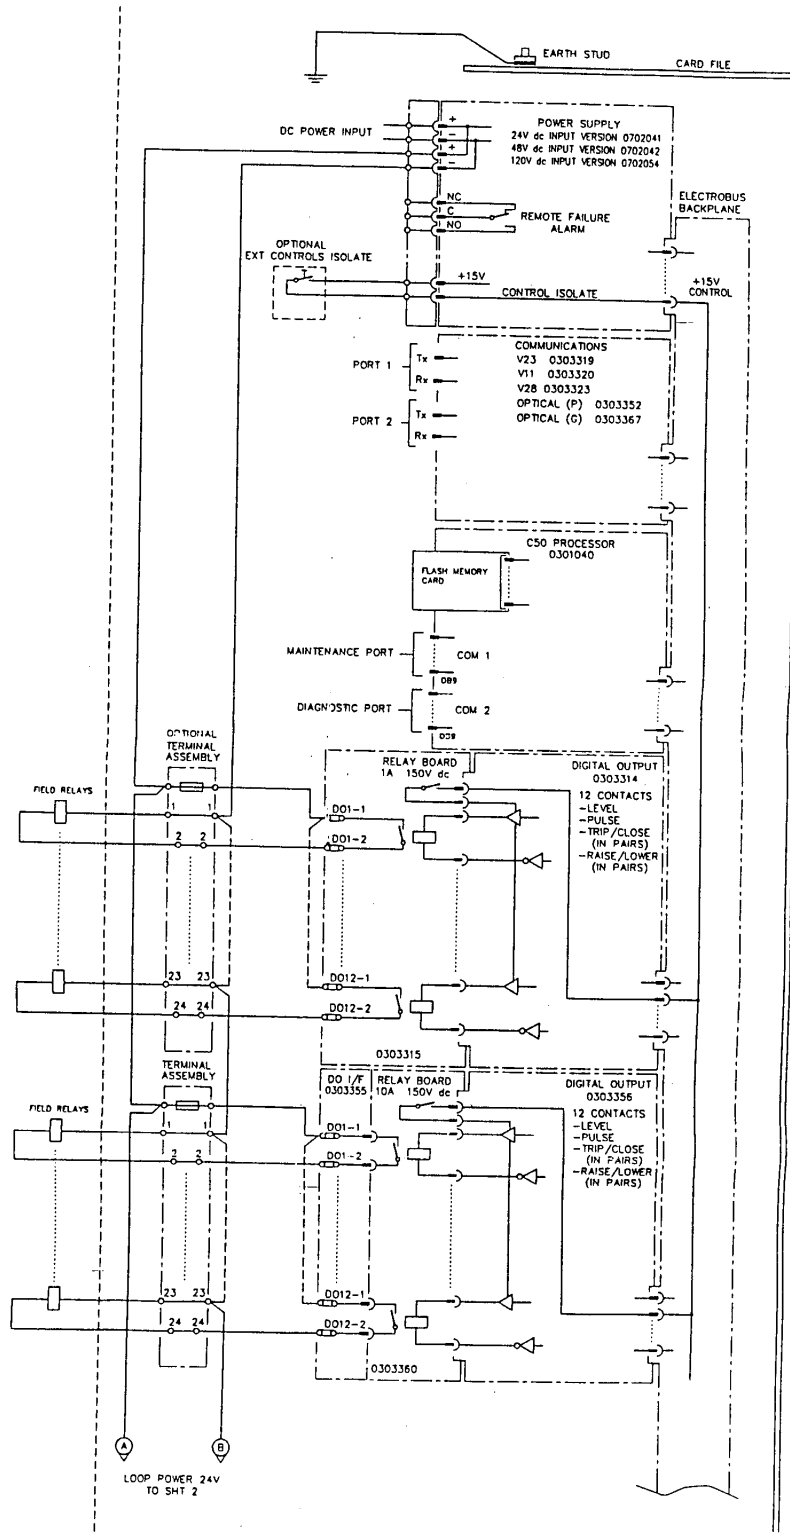 EARTH STUD
CARD FILE
DC POWER INPUT
+
−
+
−
POWER SUPPLY
24V dc INPUT VERSION 0702041
48V dc INPUT VERSION 0702042
120V dc INPUT VERSION 0702054
ELECTROBUS
BACKPLANE
NC
C
NO
REMOTE FAILURE
ALARM
OPTIONAL
EXT CONTROLS ISOLATE
+15V
CONTROL ISOLATE
+15V
CONTROL
COMMUNICATIONS
V23 0303319
V11 0303320
V28 0303323
OPTICAL (P) 0303352
OPTICAL (G) 0303367
PORT 1
Tx
Rx
PORT 2
Tx
Rx
C50 PROCESSOR
0301040
FLASH MEMORY
CARD
MAINTENANCE PORT
COM 1
DB9
DIAGNOSTIC PORT
COM 2
DB9
OPTIONAL
TERMINAL
ASSEMBLY
RELAY BOARD
1A 150V dc
DIGITAL OUTPUT
0303314
12 CONTACTS
-LEVEL
-PULSE
-TRIP/CLOSE
(IN PAIRS)
-RAISE/LOWER
(IN PAIRS)
FIELD RELAYS
1 1
2 2
DO1-1
DO1-2
23 23
24 24
DO12-1
DO12-2
0303315
TERMINAL
ASSEMBLY
DO I/F
0303355
RELAY BOARD
10A 150V dc
DIGITAL OUTPUT
0303356
12 CONTACTS
-LEVEL
-PULSE
-TRIP/CLOSE
(IN PAIRS)
-RAISE/LOWER
(IN PAIRS)
FIELD RELAYS
1 1
2 2
DO1-1
DO1-2
23 23
24 24
DO12-1
DO12-2
0303360
A
B
LOOP POWER 24V
TO SHT 2